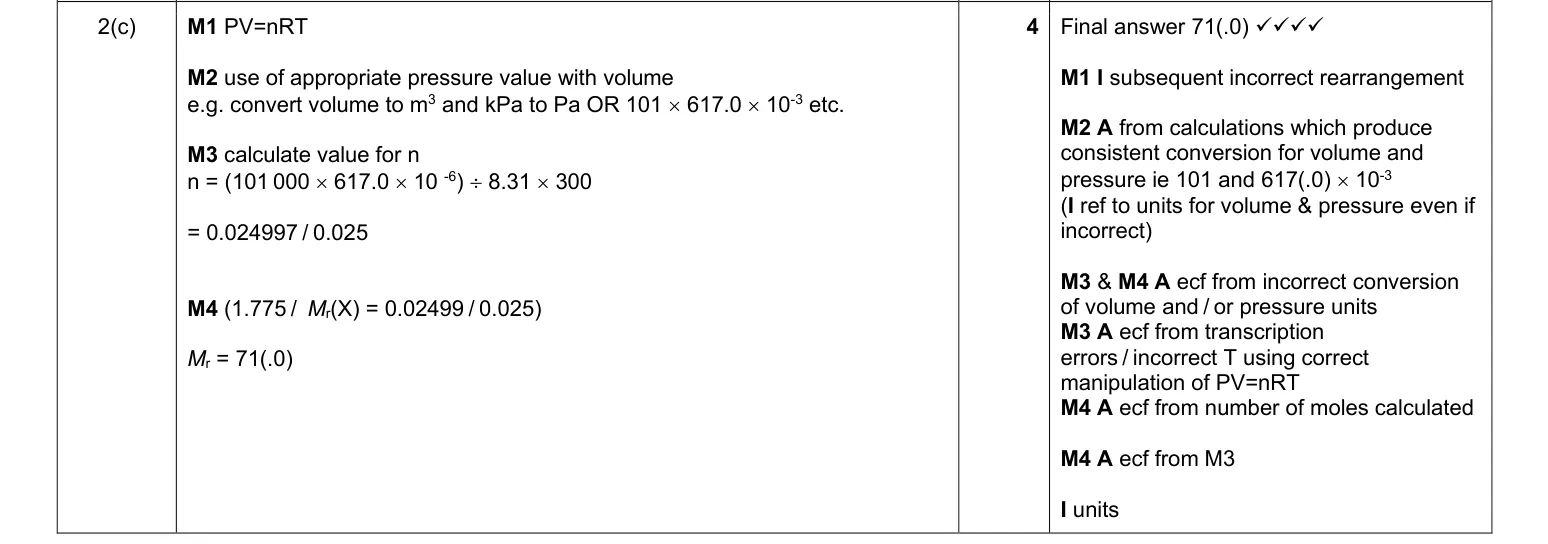 2(c)
M1 PV=nRT
M2 use of appropriate pressure value with volume
e.g. convert volume to m³ and kPa to Pa OR 101 × 617.0 × 10⁻³ etc.
M3 calculate value for n
n = (101 000 × 617.0 × 10 ⁻⁶) ÷ 8.31 × 300
= 0.024997 / 0.025
M4 (1.775 / Mᵣ(X) = 0.02499 / 0.025)
Mᵣ = 71(.0)
4
Final answer 71(.0) ✓✓✓✓
M1 I subsequent incorrect rearrangement
M2 A from calculations which produce
consistent conversion for volume and
pressure ie 101 and 617(.0) × 10⁻³
(I ref to units for volume & pressure even if
incorrect)
M3 & M4 A ecf from incorrect conversion
of volume and / or pressure units
M3 A ecf from transcription
errors / incorrect T using correct
manipulation of PV=nRT
M4 A ecf from number of moles calculated
M4 A ecf from M3
I units